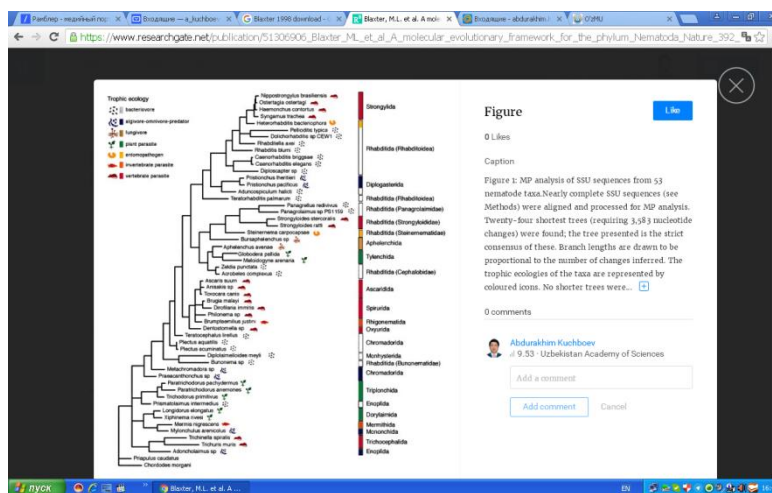 Рамблер - медийный пор
Входящие — a_kuchboev
Blaxter 1998 download -
Blaxter, M.L. et al. A mole
Входящие - abdurakhim.
O'zMU
https://www.researchgate.net/publication/51306906_Blaxter_ML_et_al_A_molecular_evolutionary_framework_for_the_phylum_Nematoda_Nature_392_
Trophic ecology
bacteriovore
algivore-omnivore-predator
fungivore
plant parasite
entomopathogen
invertebrate parasite
vertebrate parasite
Nippostrongylus brasiliensis
Ostertagia ostertagi
Haemonchus contortus
Syngamus trachea
Heterorhabditis bacteriophora
Pellioditis typica
Dolichorhabditis sp CEW1
Rhabditella axei
Rhabditis blumi
Caenorhabditis briggsae
Caenorhabditis elegans
Diploscapter sp
Pristionchus lheritieri
Pristionchus pacificus
Aduncospiculum halicti
Teratorhabditis palmarum
Panagrellus redivivus
Panagrolaimus sp PS1159
Strongyloides stercoralis
Strongyloides ratti
Steinernema carpocapsae
Bursaphelenchus sp
Aphelenchus avenae
Globodera pallida
Meloidogyne arenaria
Zeldia punctata
Acrobeles complexus
Ascaris suum
Anisakis sp
Toxocara canis
Brugia malayi
Dirofilaria immitis
Philonema sp
Brumptaemilius justini
Dentostomella sp
Teratocephalus lirellus
Plectus aquatilis
Plectus acuminatus
Diplolaimelloides meyli
Bunonema sp
Metachromadora sp
Praeacanthonchus sp
Paratrichodorus pachydermus
Paratrichodorus anemones
Trichodorus primitivus
Prismatolaimus intermedius
Longidorus elongatus
Xiphinema rivesi
Mermis nigrescens
Mylonchulus arenicolus
Trichinella spiralis
Trichuris muris
Adoncholaimus sp
Priapulus caudatus
Chordodes morgani
Strongylida
Rhabditida (Rhabditoidea)
Diplogasterida
Rhabditida (Rhabditoidea)
Rhabditida (Panagrolaimidae)
Rhabditida (Strongyloididae)
Rhabditida (Steinernematidae)
Aphelenchida
Tylenchida
Rhabditida (Cephalobidae)
Ascaridida
Spirurida
Rhigonematida
Oxyurida
Chromadorida
Monhysterida
Rhabditida (Bunonematidae)
Chromadorida
Triplonchida
Enoplida
Dorylaimida
Mermithida
Mononchida
Trichocephalida
Enoplida
Figure
Like
0 Likes
Caption
Figure 1: MP analysis of SSU sequences from 53
nematode taxa.Nearly complete SSU sequences (see
Methods) were aligned and processed for MP analysis.
Twenty-four shortest trees (requiring 3,583 nucleotide
changes) were found; the tree presented is the strict
consensus of these. Branch lengths are drawn to be
proportional to the number of changes inferred. The
trophic ecologies of the taxa are represented by
coloured icons. No shorter trees were...
0 comments
Abdurakhim Kuchboev
9.53 · Uzbekistan Academy of Sciences
Add a comment
Add comment
Cancel
пуск
Blaxter, M.L. et al. A ...
EN